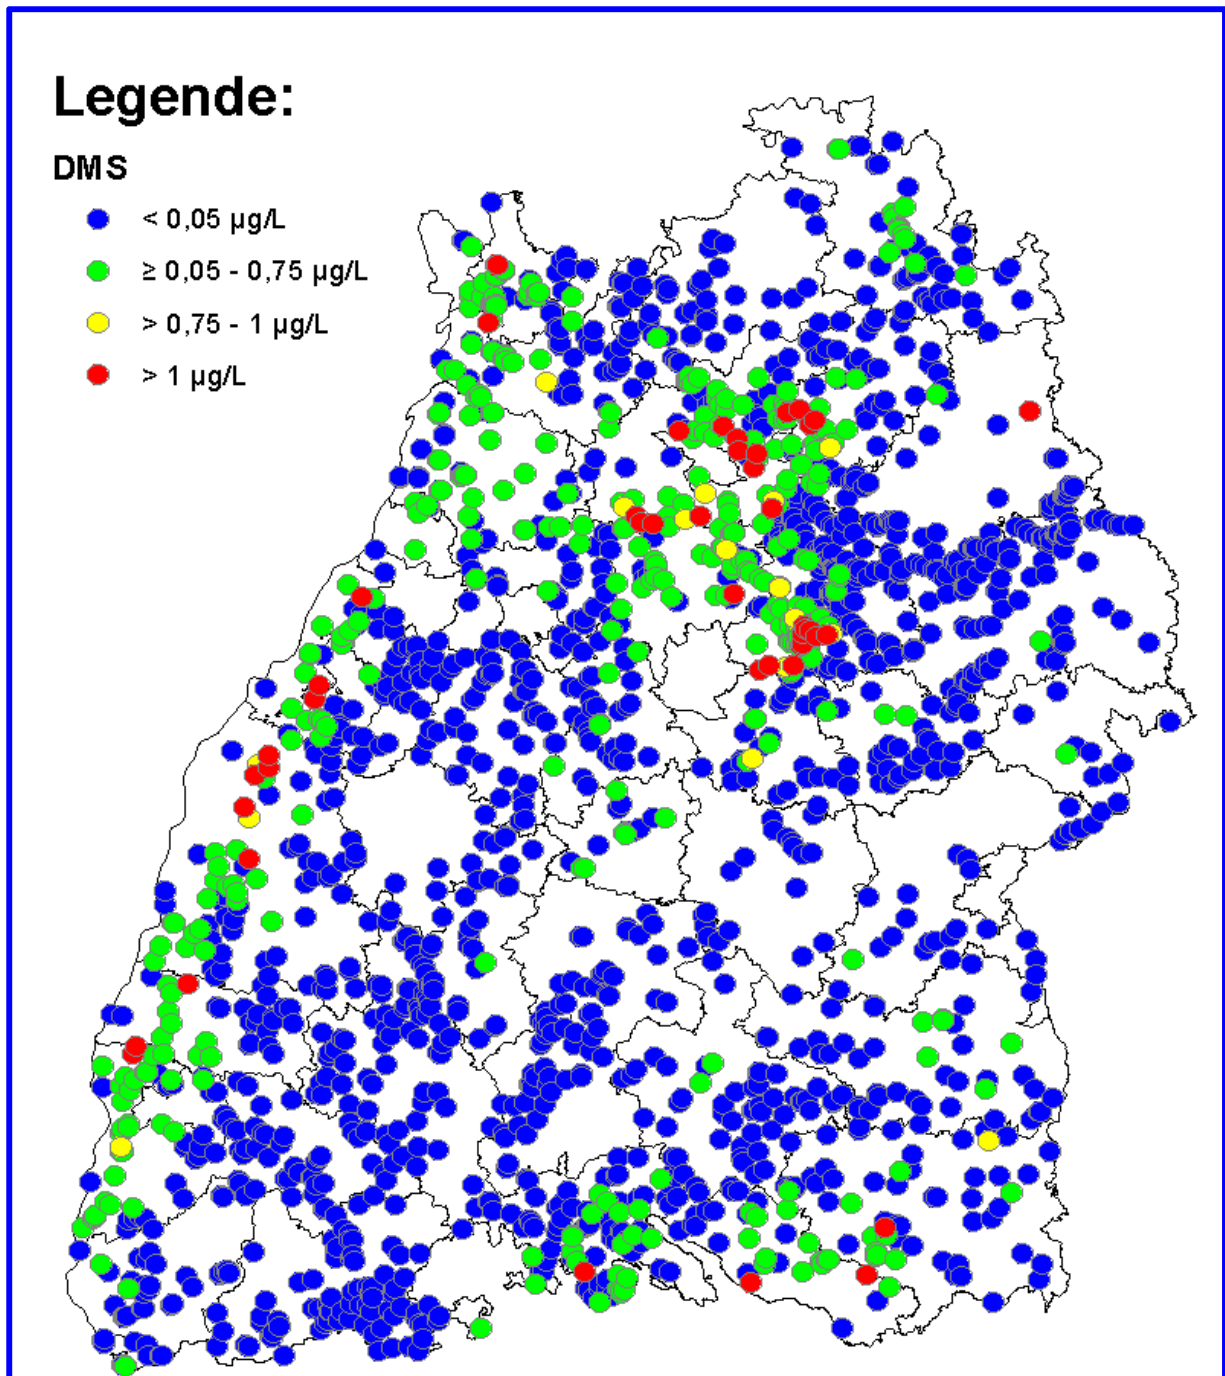 Legende:
DMS
< 0,05 µg/L
≥ 0,05 - 0,75 µg/L
> 0,75 - 1 µg/L
> 1 µg/L